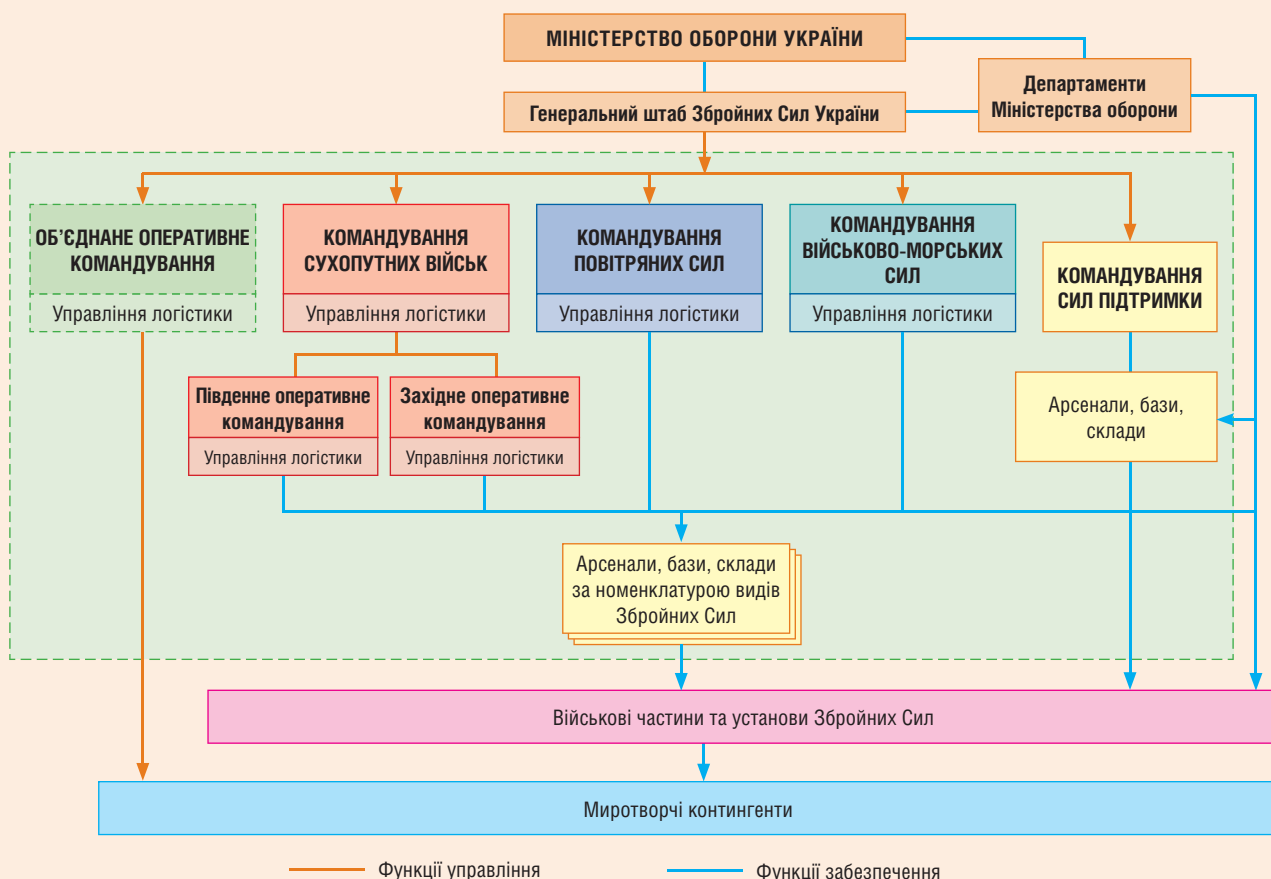 МІНІСТЕРСТВО ОБОРОНИ УКРАЇНИ
Департаменти
Міністерства оборони
Генеральний штаб Збройних Сил України
ОБ’ЄДНАНЕ ОПЕРАТИВНЕ
КОМАНДУВАННЯ
Управління логістики
КОМАНДУВАННЯ
СУХОПУТНИХ ВІЙСЬК
Управління логістики
КОМАНДУВАННЯ
ПОВІТРЯНИХ СИЛ
Управління логістики
КОМАНДУВАННЯ
ВІЙСЬКОВО-МОРСЬКИХ
СИЛ
Управління логістики
КОМАНДУВАННЯ
СИЛ ПІДТРИМКИ
Південне оперативне
командування
Управління логістики
Західне оперативне
командування
Управління логістики
Арсенали, бази,
склади
Арсенали, бази, склади
за номенклатурою видів
Збройних Сил
Військові частини та установи Збройних Сил
Миротворчі контингенти
Функції управління
Функції забезпечення